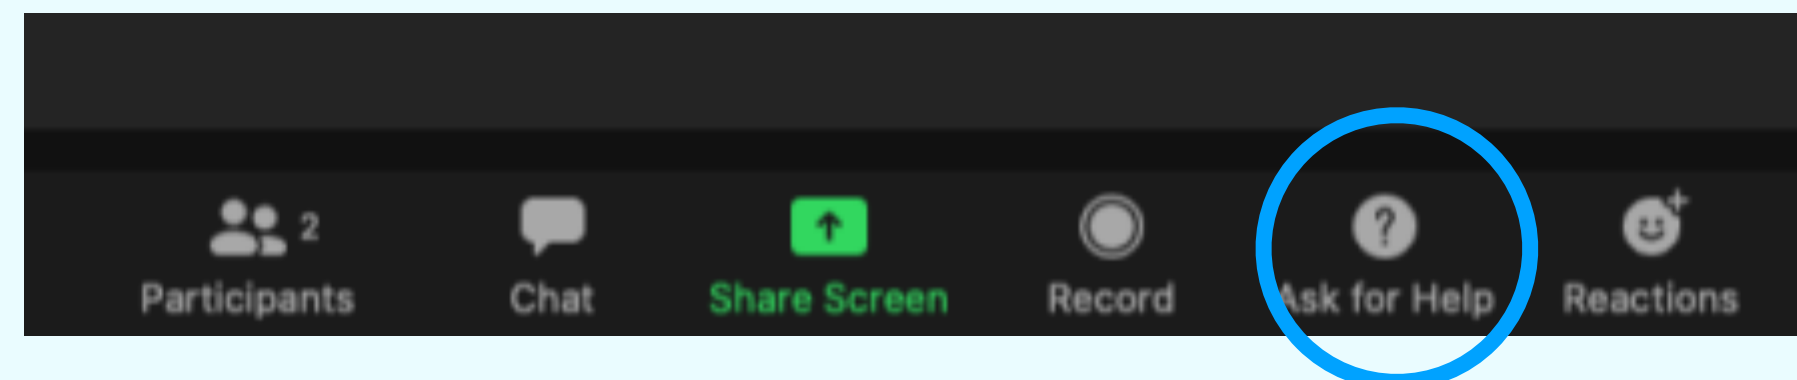 2
Participants
Chat
Share Screen
Record
?
Ask for Help
Reactions